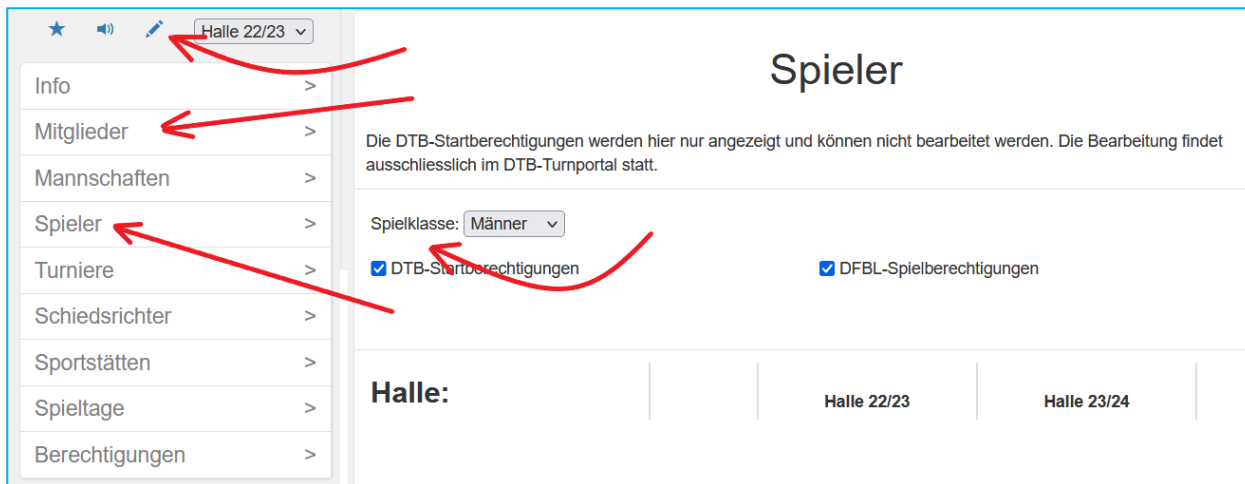 Halle 22/23
Info >
Mitglieder >
Mannschaften >
Spieler >
Turniere >
Schiedsrichter >
Sportstätten >
Spieltage >
Berechtigungen >
Spieler
Die DTB-Startberechtigungen werden hier nur angezeigt und können nicht bearbeitet werden. Die Bearbeitung findet
ausschliesslich im DTB-Turnportal statt.
Spielklasse: Männer
DTB-Startberechtigungen DFBL-Spielberechtigungen
Halle: Halle 22/23 Halle 23/24